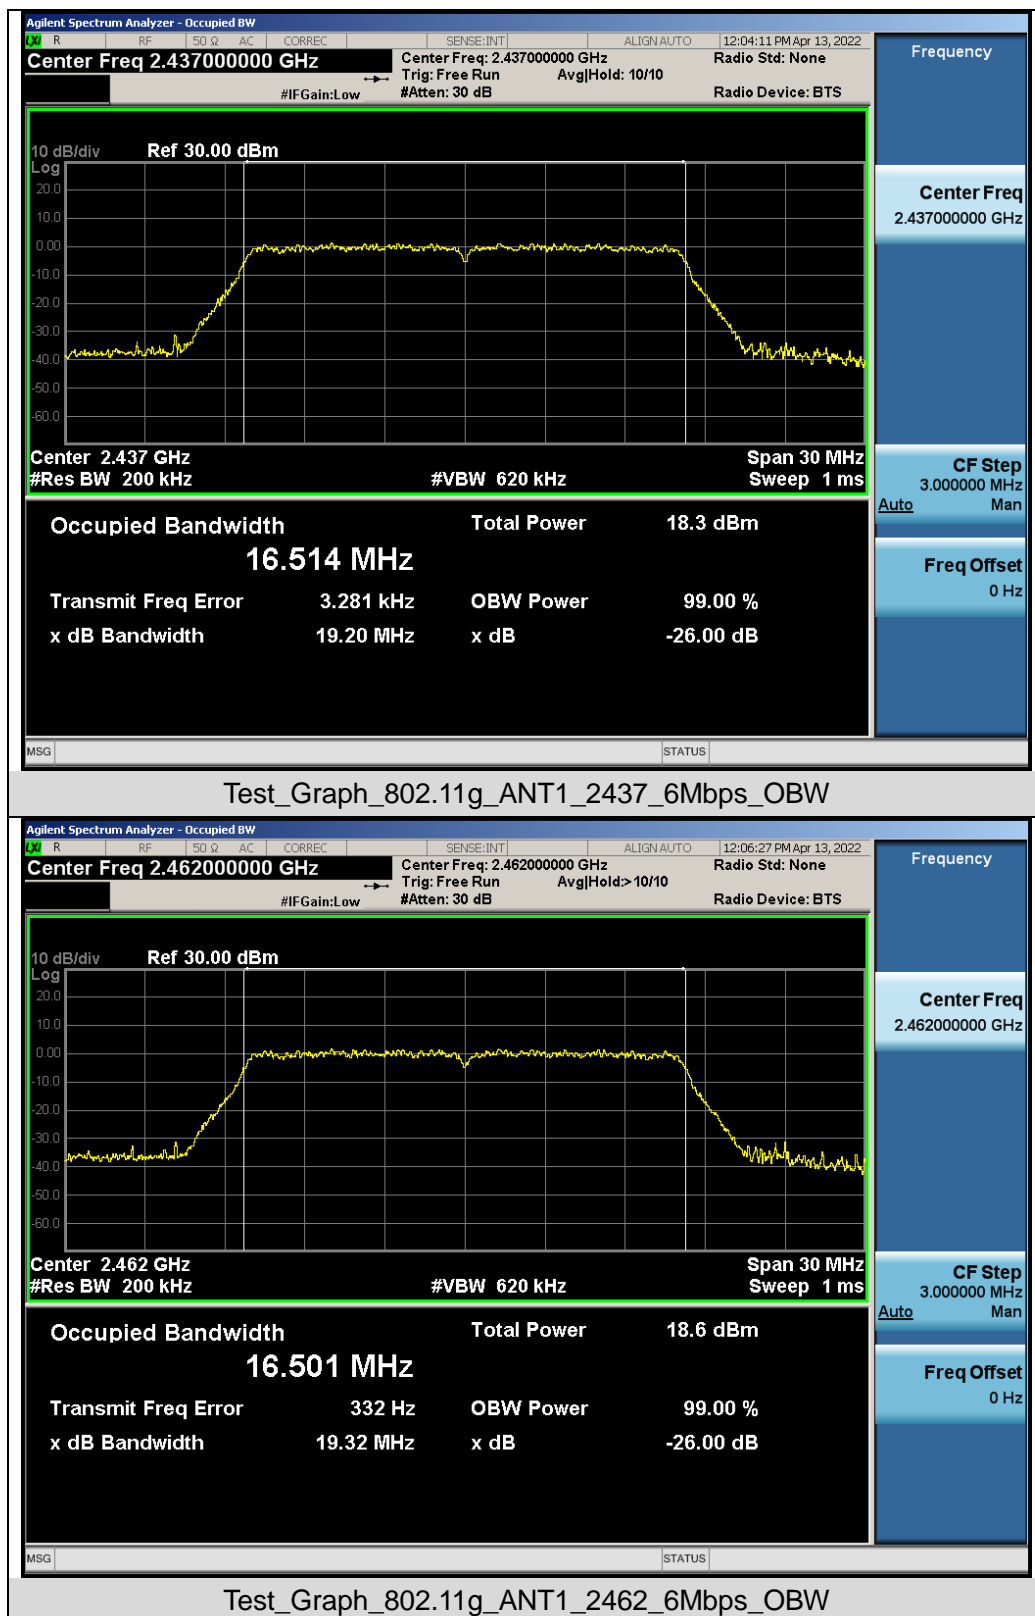 Agilent Spectrum Analyzer - Occupied BW
LXI R RF 50 Ω AC CORREC SENSE:INT ALIGN AUTO 12:04:11 PM Apr 13, 2022
Center Freq 2.437000000 GHz Center Freq: 2.437000000 GHz Radio Std: None Frequency
Trig: Free Run Avg|Hold: 10/10
#IFGain:Low #Atten: 30 dB Radio Device: BTS
10 dB/div Ref 30.00 dBm
Log
20.0
10.0
0.00
-10.0
-20.0
-30.0
-40.0
-50.0
-60.0
Center Freq
2.437000000 GHz
Center 2.437 GHz Span 30 MHz
#Res BW 200 kHz #VBW 620 kHz Sweep 1 ms
CF Step
3.000000 MHz
Auto Man
Occupied Bandwidth Total Power 18.3 dBm
16.514 MHz
Freq Offset
0 Hz
Transmit Freq Error 3.281 kHz OBW Power 99.00 %
x dB Bandwidth 19.20 MHz x dB -26.00 dB
MSG STATUS
Test_Graph_802.11g_ANT1_2437_6Mbps_OBW
Agilent Spectrum Analyzer - Occupied BW
LXI R RF 50 Ω AC CORREC SENSE:INT ALIGN AUTO 12:06:27 PM Apr 13, 2022
Center Freq 2.462000000 GHz Center Freq: 2.462000000 GHz Radio Std: None Frequency
Trig: Free Run Avg|Hold:>10/10
#IFGain:Low #Atten: 30 dB Radio Device: BTS
10 dB/div Ref 30.00 dBm
Log
20.0
10.0
0.00
-10.0
-20.0
-30.0
-40.0
-50.0
-60.0
Center Freq
2.462000000 GHz
Center 2.462 GHz Span 30 MHz
#Res BW 200 kHz #VBW 620 kHz Sweep 1 ms
CF Step
3.000000 MHz
Auto Man
Occupied Bandwidth Total Power 18.6 dBm
16.501 MHz
Freq Offset
0 Hz
Transmit Freq Error 332 Hz OBW Power 99.00 %
x dB Bandwidth 19.32 MHz x dB -26.00 dB
MSG STATUS
Test_Graph_802.11g_ANT1_2462_6Mbps_OBW